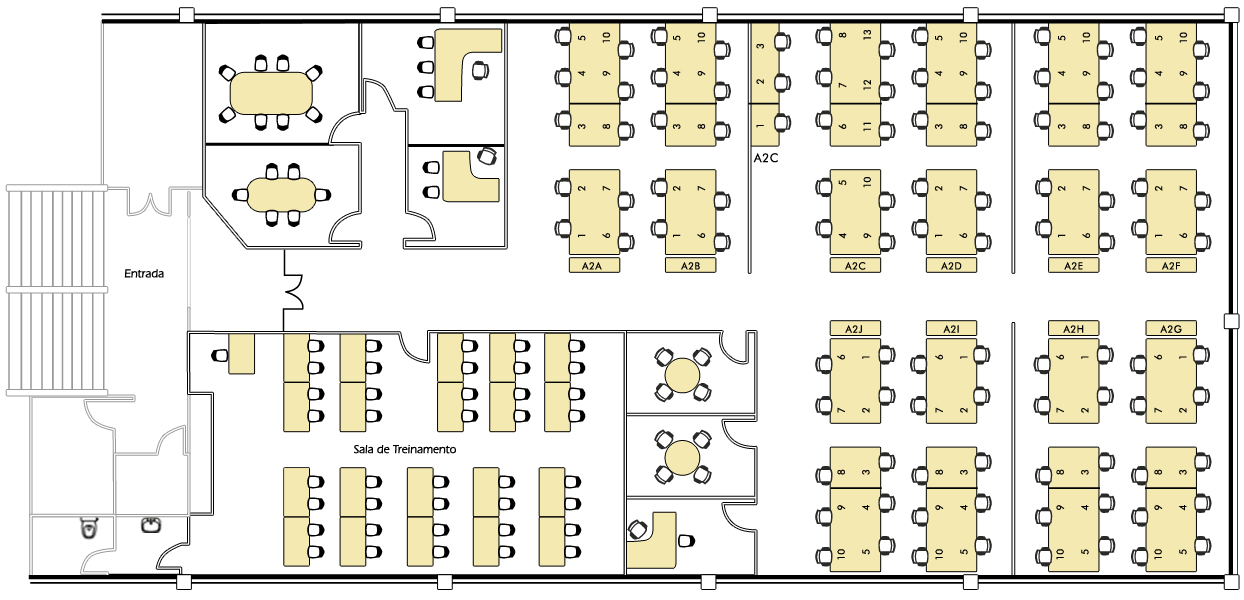 5 10 5 10 3 8 13 5 10 5 10 5 10
4 9 4 9 2 7 12 4 9 4 9 4 9
3 8 3 8 1 6 11 3 8 3 8 3 8
A2C
2 7 2 7 5 10 2 7 2 7 2 7
1 6 1 6 4 9 1 6 1 6 1 6
A2A A2B A2C A2D A2E A2F
Entrada
A2J A2I A2H A2G
6 1 6 1 6 1 6 1
7 2 7 2 7 2 7 2
Sala de Treinamento
8 3 8 3 8 3 8 3
9 4 9 4 9 4 9 4
10 5 10 5 10 5 10 5